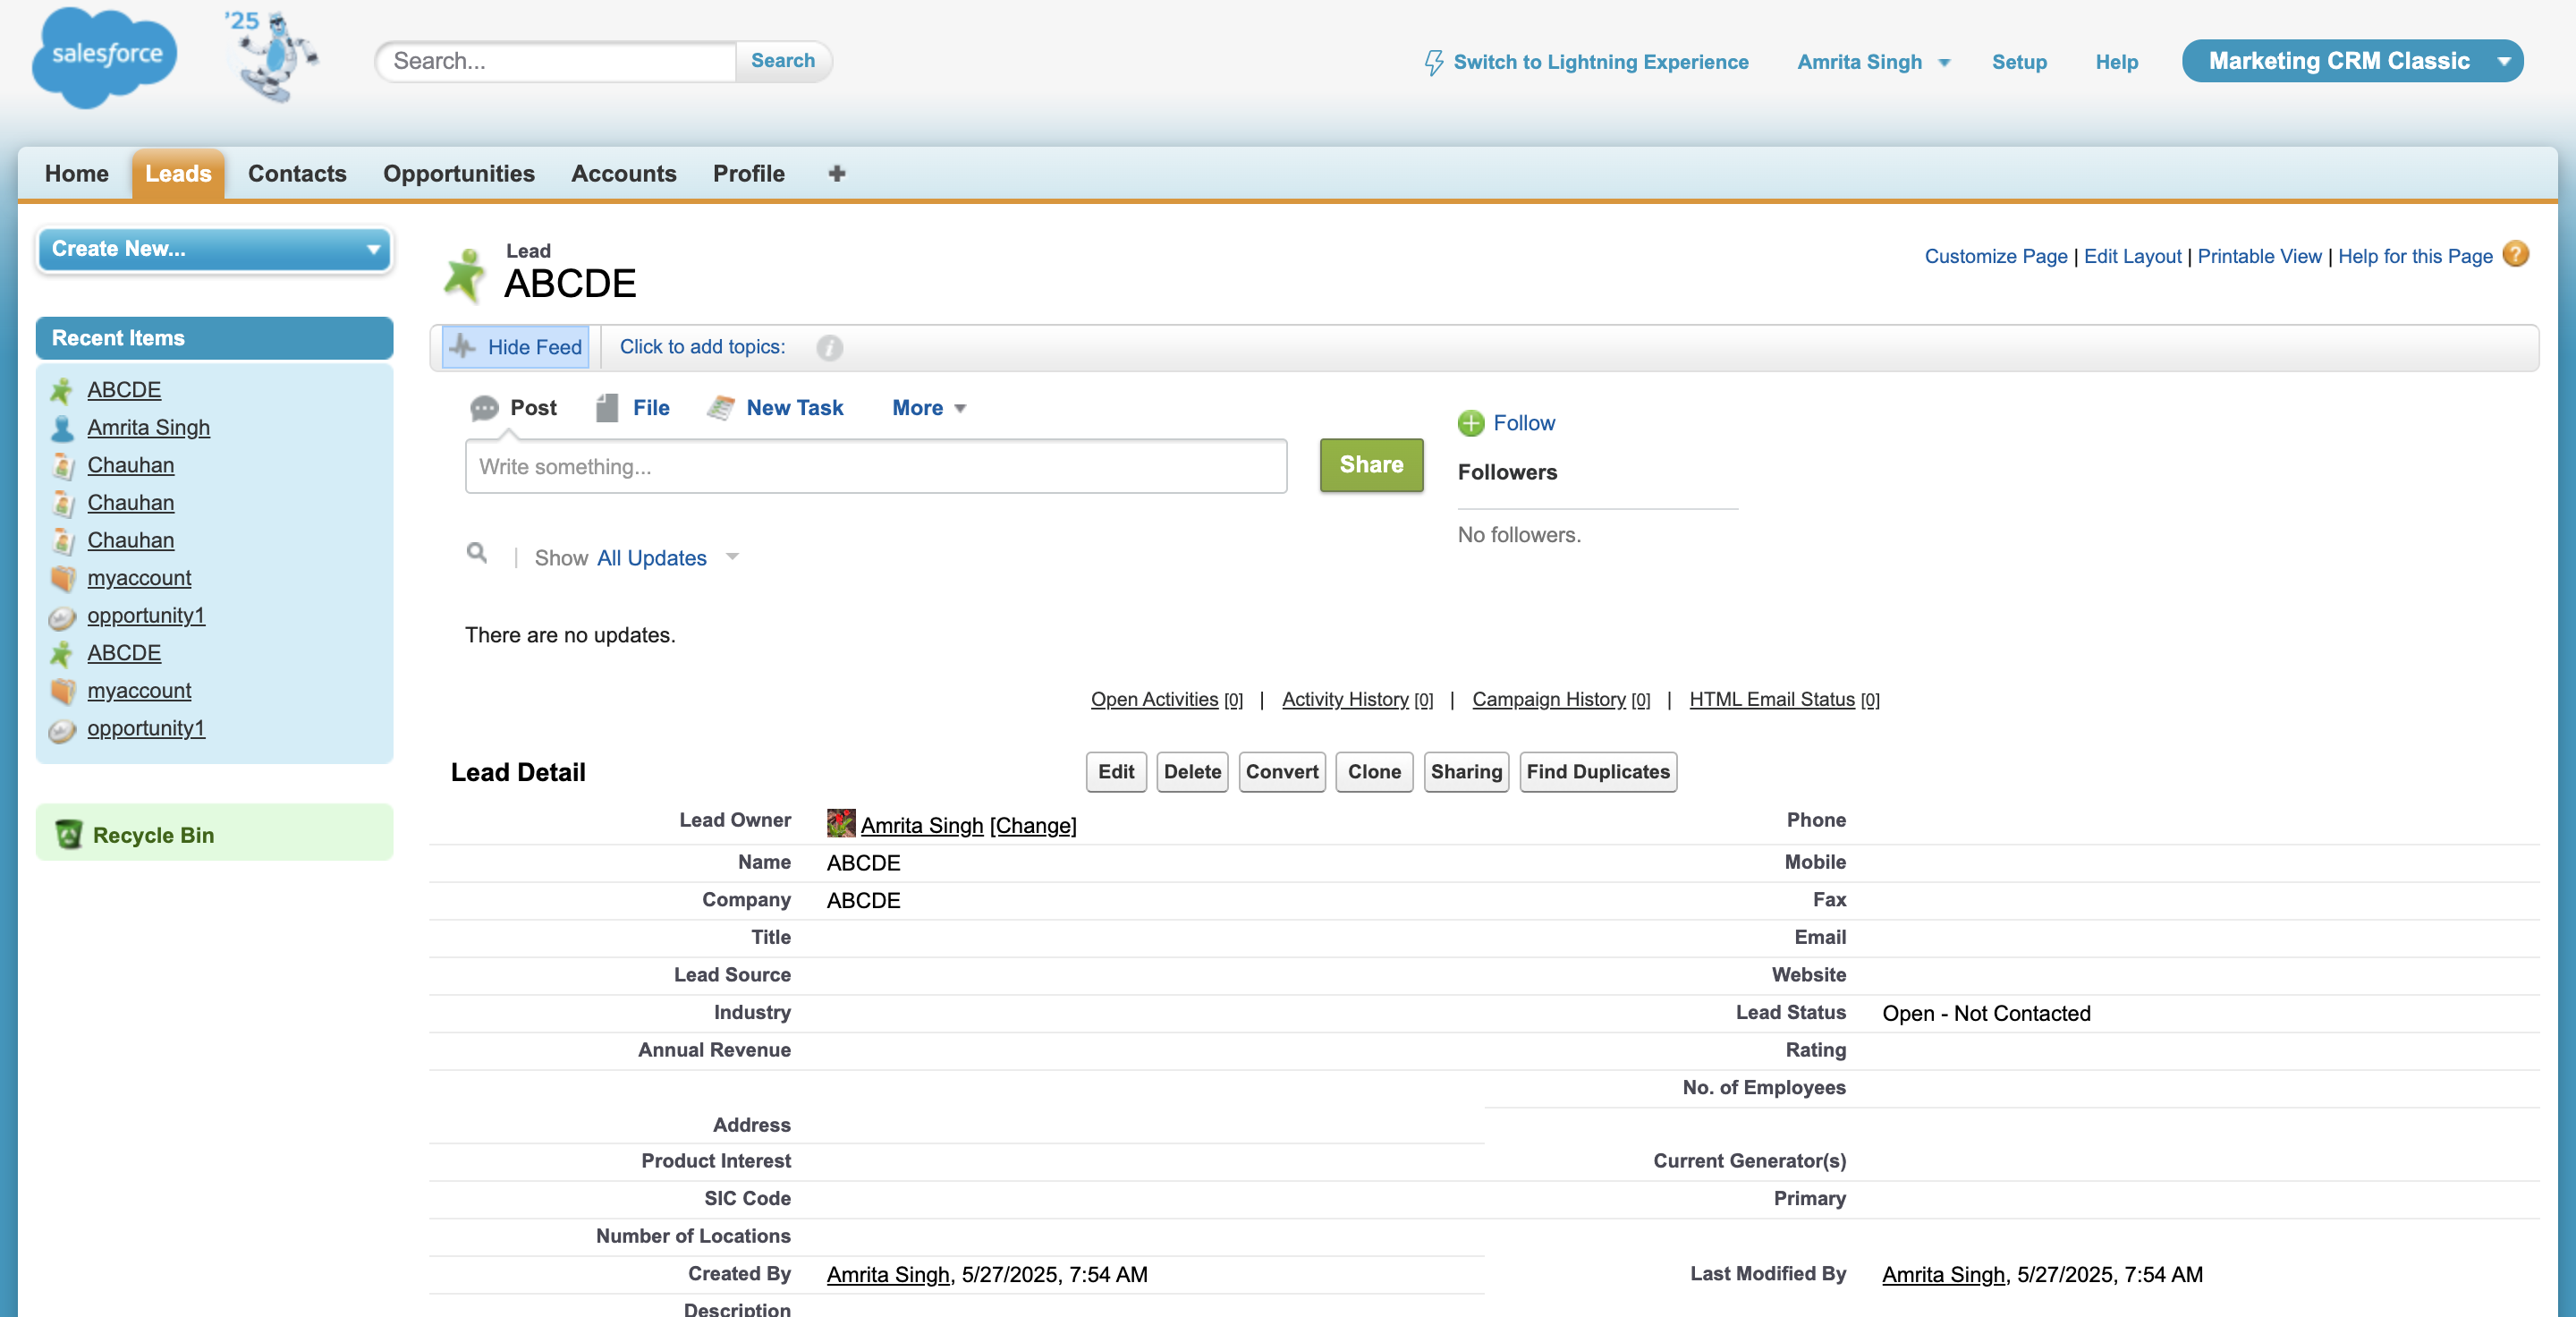 salesforce
'25
Search...
Search
Switch to Lightning Experience
Amrita Singh
Setup
Help
Marketing CRM Classic
Home
Leads
Contacts
Opportunities
Accounts
Profile
Create New...
Recent Items
ABCDE
Amrita Singh
Chauhan
Chauhan
Chauhan
myaccount
opportunity1
ABCDE
myaccount
opportunity1
Recycle Bin
Lead
ABCDE
Customize Page | Edit Layout | Printable View | Help for this Page ?
Hide Feed
Click to add topics:
i
Post
File
New Task
More
Write something...
Share
Follow
Followers
No followers.
Show All Updates
There are no updates.
Open Activities [0] | Activity History [0] | Campaign History [0] | HTML Email Status [0]
Lead Detail
Edit
Delete
Convert
Clone
Sharing
Find Duplicates
Lead Owner Amrita Singh [Change]
Phone
Name ABCDE
Mobile
Company ABCDE
Fax
Title
Email
Lead Source
Website
Industry
Lead Status Open - Not Contacted
Annual Revenue
Rating
No. of Employees
Address
Product Interest
Current Generator(s)
SIC Code
Primary
Number of Locations
Created By Amrita Singh, 5/27/2025, 7:54 AM
Last Modified By Amrita Singh, 5/27/2025, 7:54 AM
Description